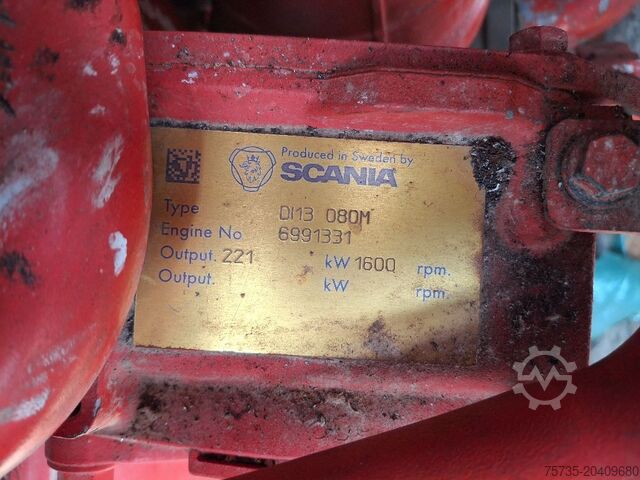 Produced in Sweden by
SCANIA
Type DI13 080M
Engine No 6991331
Output. 221 kW 1600 rpm.
Output. kW rpm.
75735-20409680